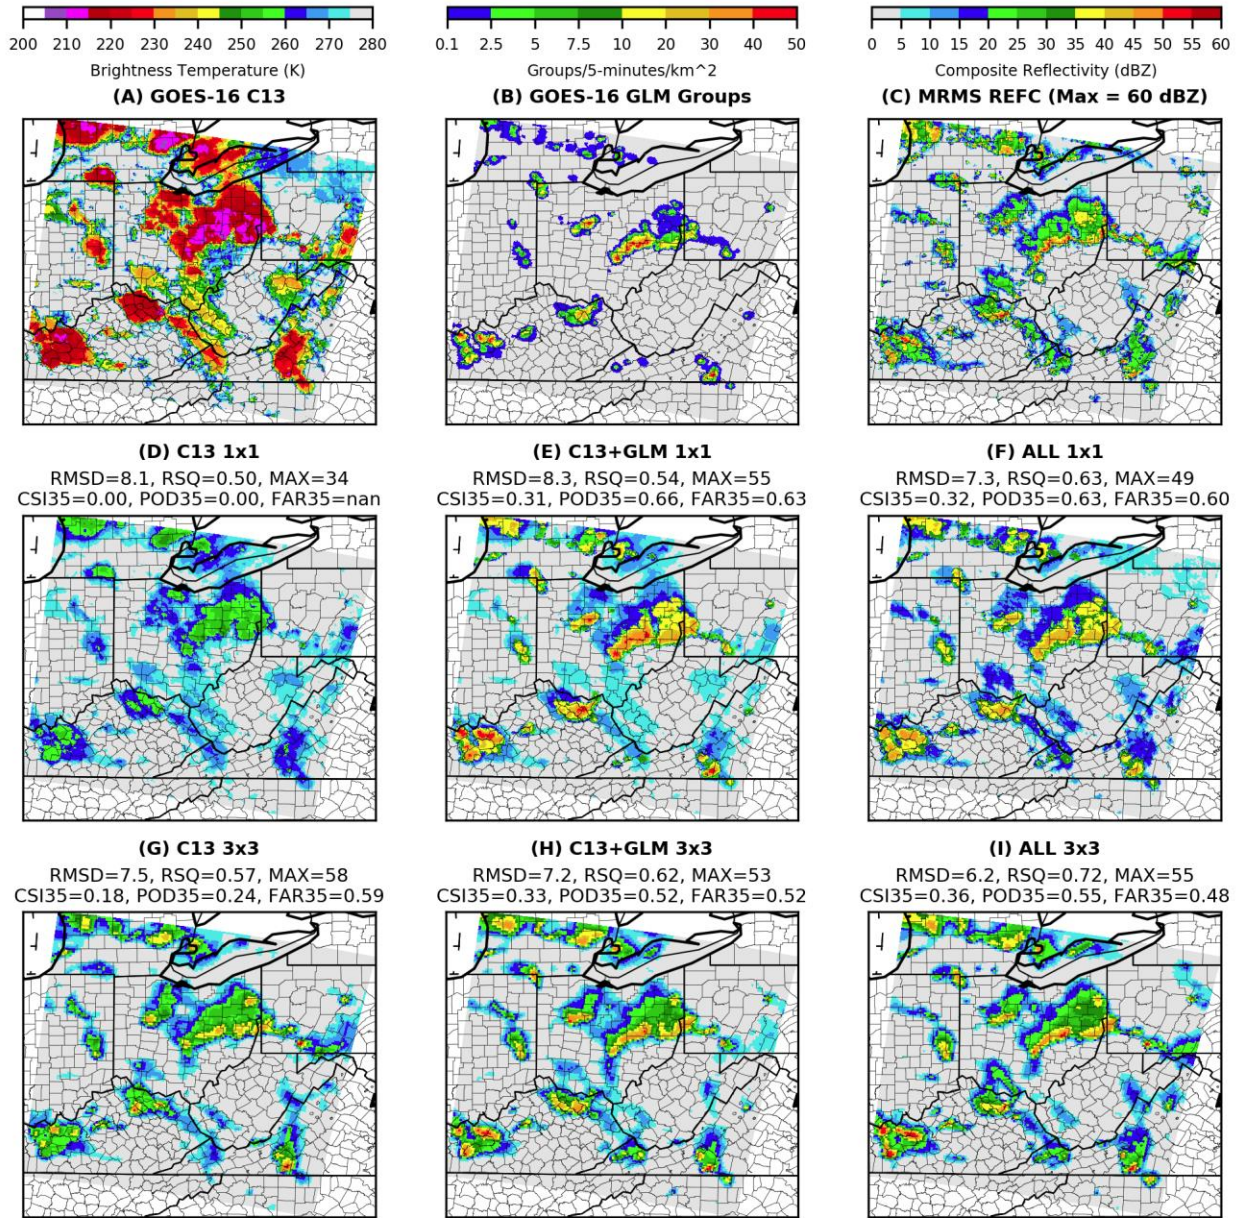 200 210 220 230 240 250 260 270 280
Brightness Temperature (K)
0.1 2.5 5 7.5 10 20 30 40 50
Groups/5-minutes/km^2
0 5 10 15 20 25 30 35 40 45 50 55 60
Composite Reflectivity (dBZ)
(A) GOES-16 C13
(B) GOES-16 GLM Groups
(C) MRMS REFC (Max = 60 dBZ)
(D) C13 1x1
RMSD=8.1, RSQ=0.50, MAX=34
CSI35=0.00, POD35=0.00, FAR35=nan
(E) C13+GLM 1x1
RMSD=8.3, RSQ=0.54, MAX=55
CSI35=0.31, POD35=0.66, FAR35=0.63
(F) ALL 1x1
RMSD=7.3, RSQ=0.63, MAX=49
CSI35=0.32, POD35=0.63, FAR35=0.60
(G) C13 3x3
RMSD=7.5, RSQ=0.57, MAX=58
CSI35=0.18, POD35=0.24, FAR35=0.59
(H) C13+GLM 3x3
RMSD=7.2, RSQ=0.62, MAX=53
CSI35=0.33, POD35=0.52, FAR35=0.52
(I) ALL 3x3
RMSD=6.2, RSQ=0.72, MAX=55
CSI35=0.36, POD35=0.55, FAR35=0.48